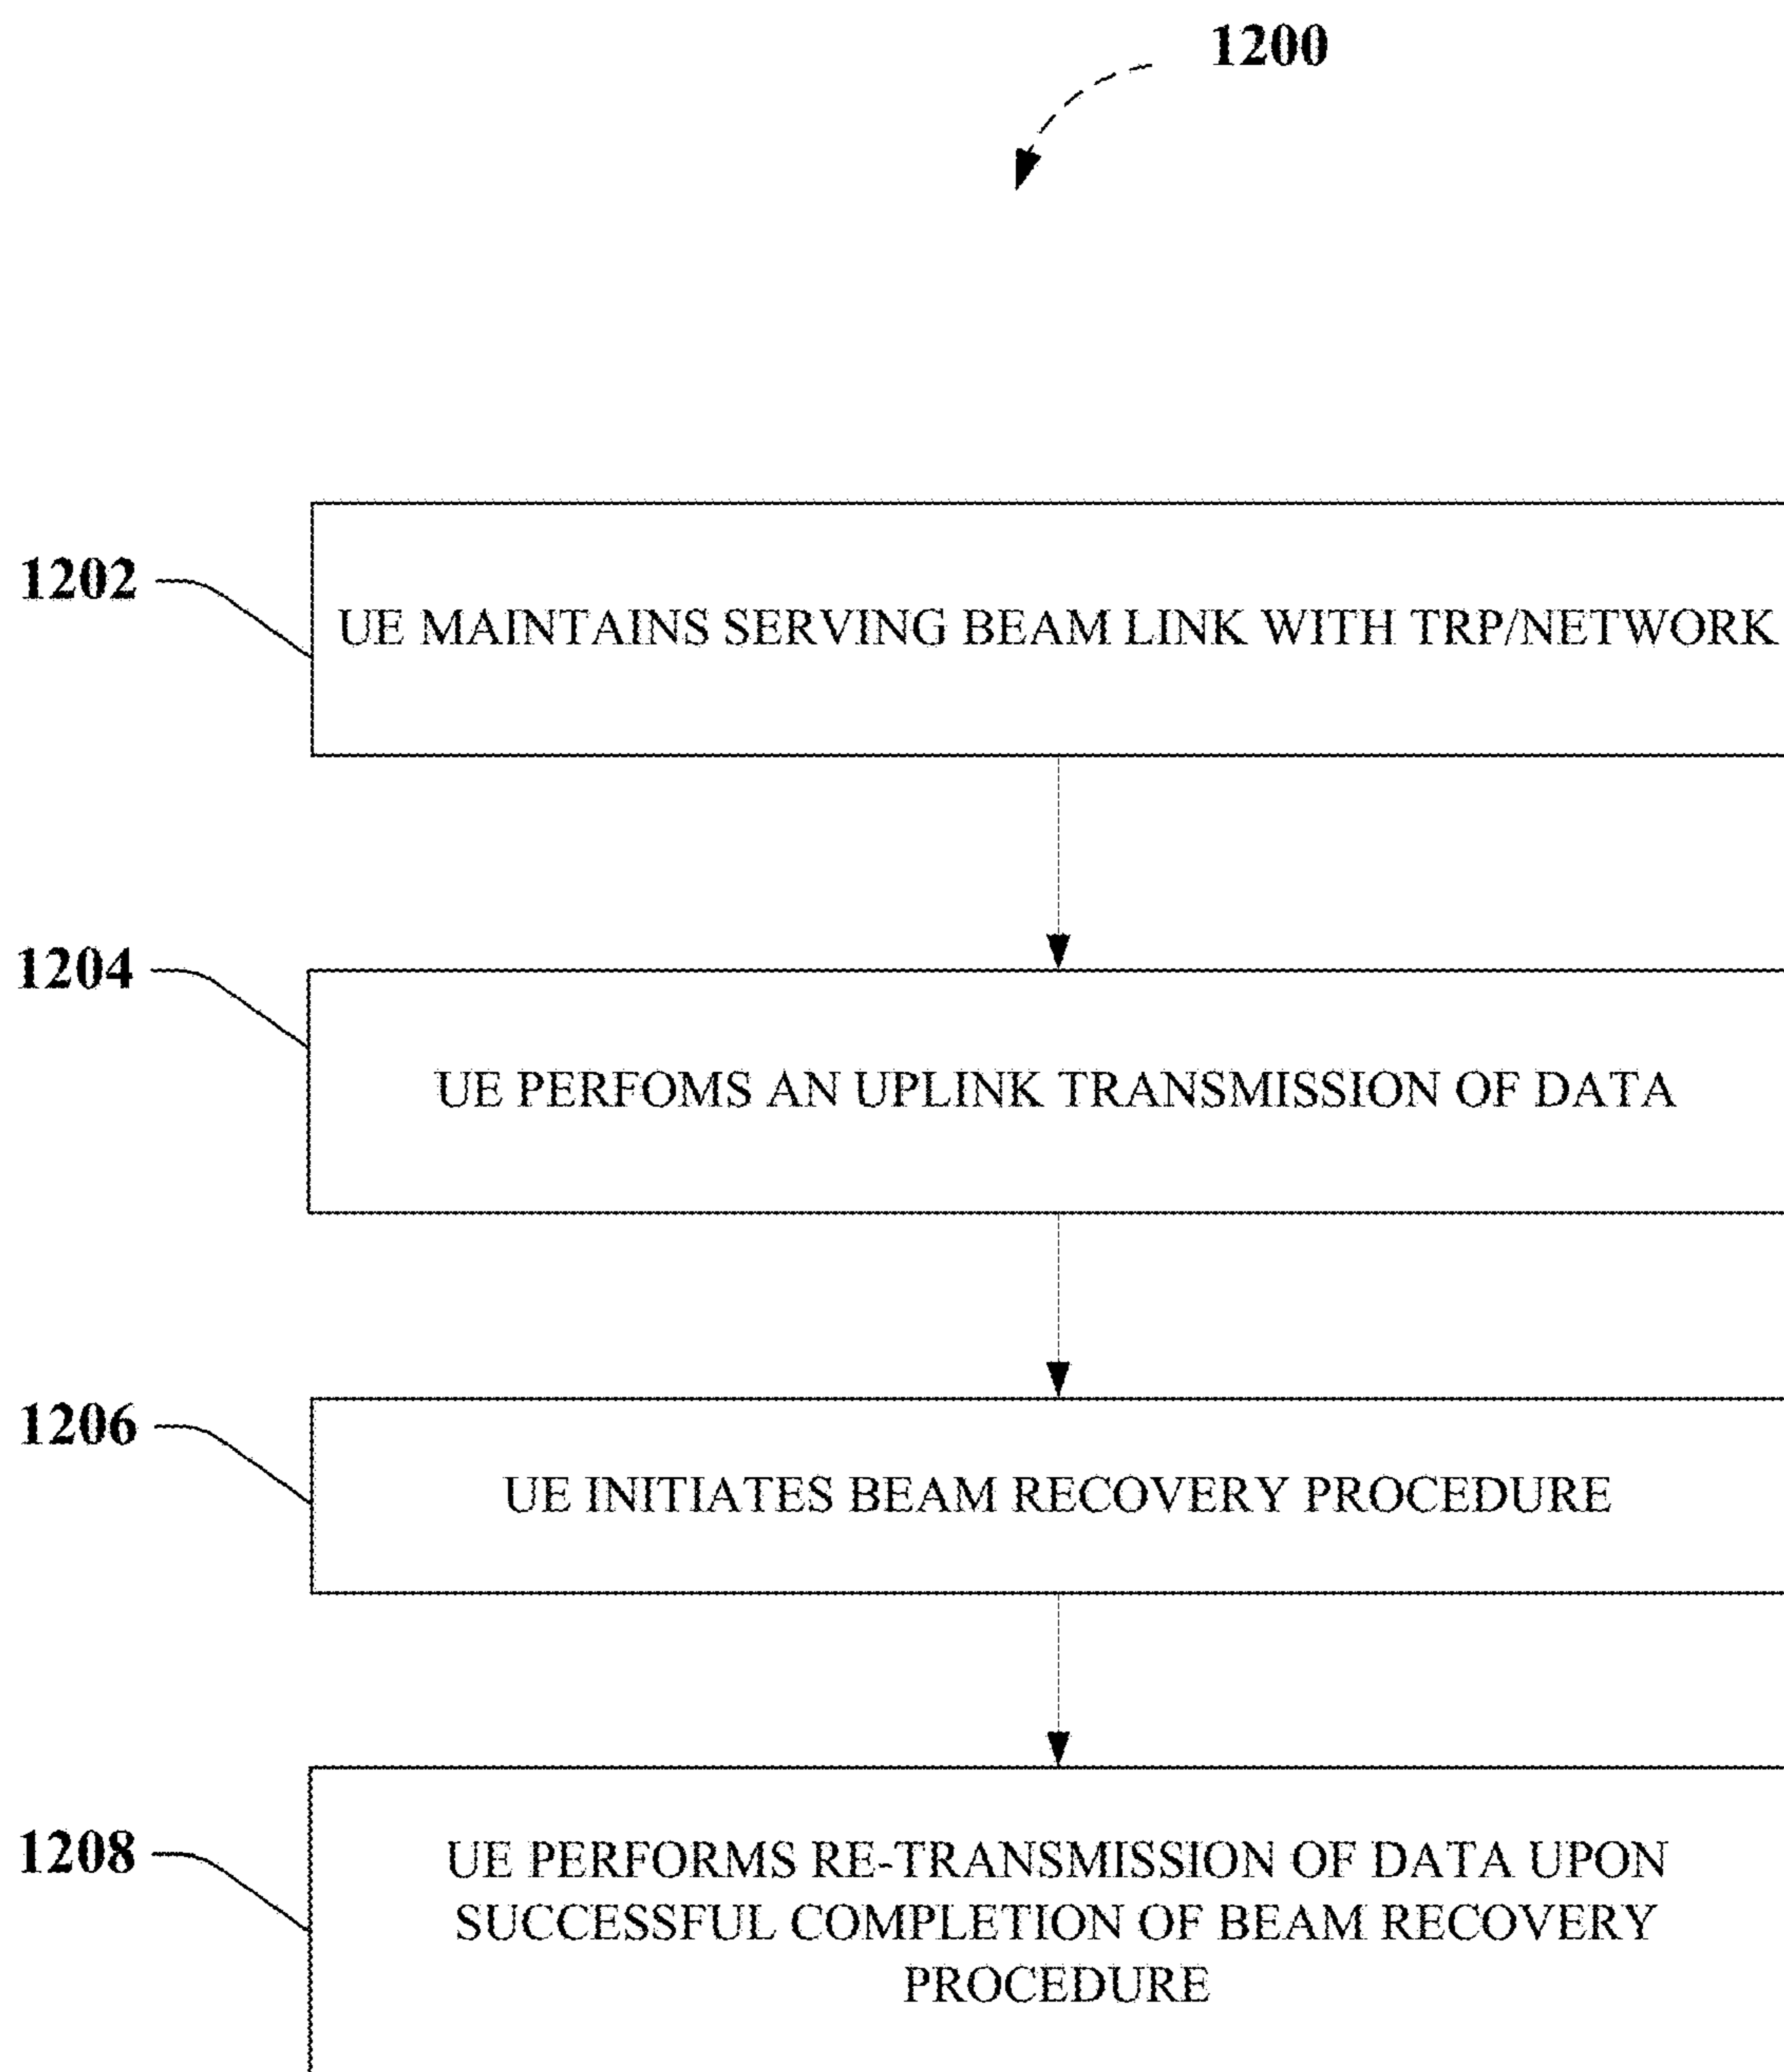 1200
1202
UE MAINTAINS SERVING BEAM LINK WITH TRP/NETWORK
1204
UE PERFOMS AN UPLINK TRANSMISSION OF DATA
1206
UE INITIATES BEAM RECOVERY PROCEDURE
1208
UE PERFORMS RE-TRANSMISSION OF DATA UPON
SUCCESSFUL COMPLETION OF BEAM RECOVERY
PROCEDURE